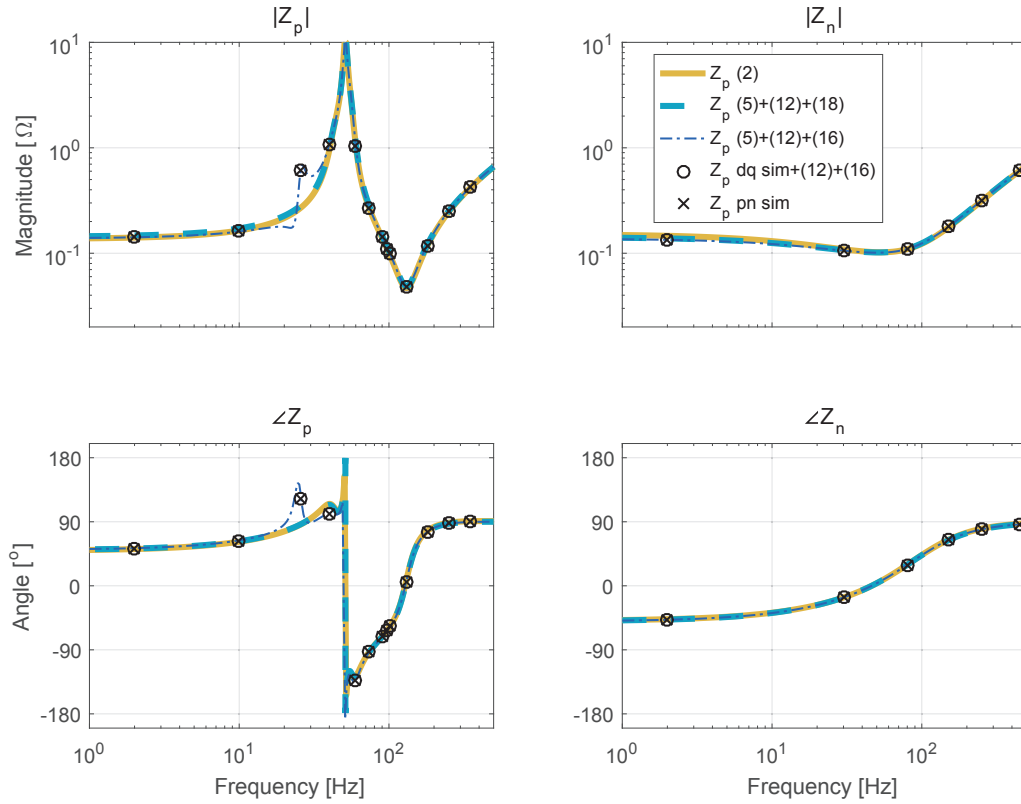 |Z_p|
|Z_n|
Magnitude [ Ω]
10^1
10^0
10^-1
10^1
10^0
10^-1
Z_p (2)
Z_p (5)+(12)+(18)
Z_p (5)+(12)+(16)
Z_p dq sim+(12)+(16)
Z_p pn sim
∠Z_p
∠Z_n
Angle [°]
180
90
0
-90
-180
180
90
0
-90
-180
10^0
10^1
10^2
10^0
10^1
10^2
Frequency [Hz]
Frequency [Hz]